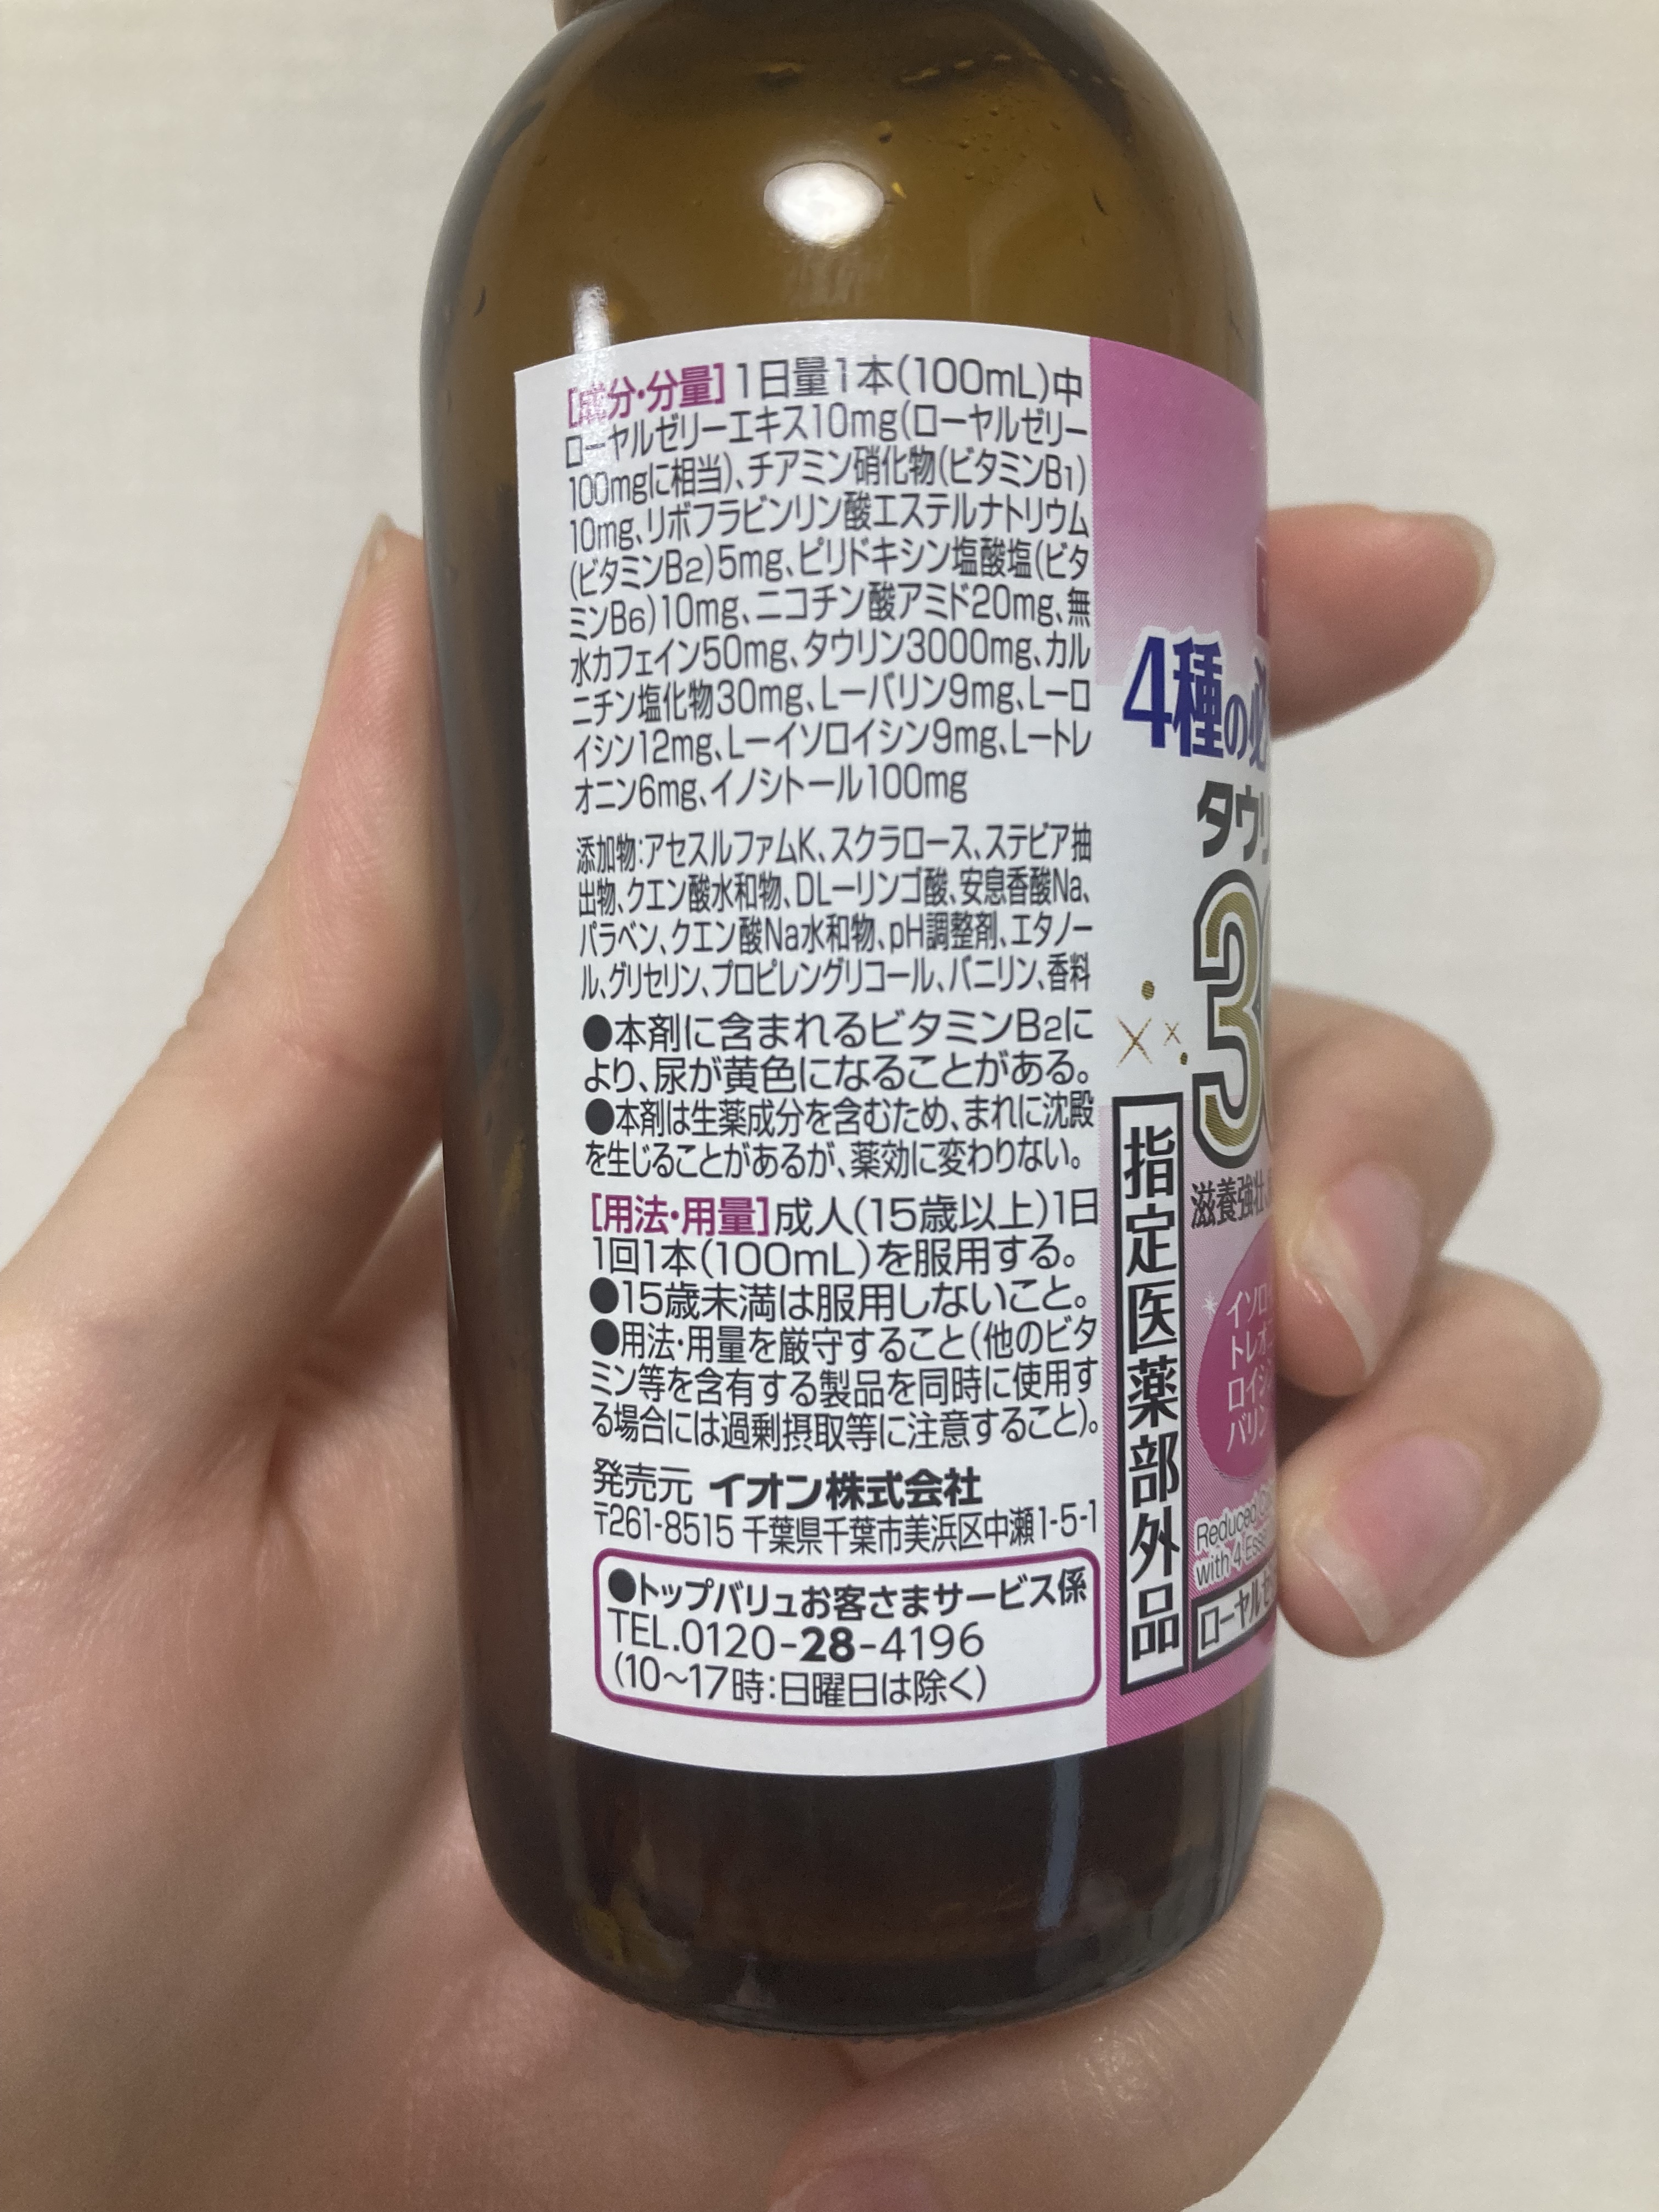 [成分・分量] 1日量1本(100mL)中
ローヤルゼリーエキス10mg(ローヤルゼリー
100mgに相当)、チアミン硝化物(ビタミンB1)
10mg、リボフラビンリン酸エステルナトリウム
(ビタミンB2)5mg、ピリドキシン塩酸塩(ビタ
ミンB6)10mg、ニコチン酸アミド20mg、無
水カフェイン50mg、タウリン3000mg、カル
ニチン塩化物30mg、L-バリン9mg、L-ロ
イシン12mg、L-イソロイシン9mg、L-トレ
オニン6mg、イノシトール100mg
添加物:アセスルファムK、スクラロース、ステビア抽
出物、クエン酸水和物、DL-リンゴ酸、安息香酸Na、
パラベン、クエン酸Na水和物、pH調整剤、エタノー
ル、グリセリン、プロピレングリコール、バニリン、香料
●本剤に含まれるビタミンB2に
より、尿が黄色になることがある。
●本剤は生薬成分を含むため、まれに沈殿
を生じることがあるが、薬効に変わりない。
[用法・用量]成人(15歳以上)1日
1回1本(100mL)を服用する。
●15歳未満は服用しないこと。
●用法・用量を厳守すること(他のビタ
ミン等を含有する製品を同時に使用す
る場合には過剰摂取等に注意すること)。
発売元 イオン株式会社
〒261-8515 千葉県千葉市美浜区中瀬1-5-1
●トップバリュお客さまサービス係
TEL.0120-28-4196
(10~17時:日曜日は除く)
4種の必
タウリ
30
指定医薬部外品
滋養強壮
イソロ
トレオ
ロイシ
バリン
Reduced
with 4 Esse
ローヤルゼ